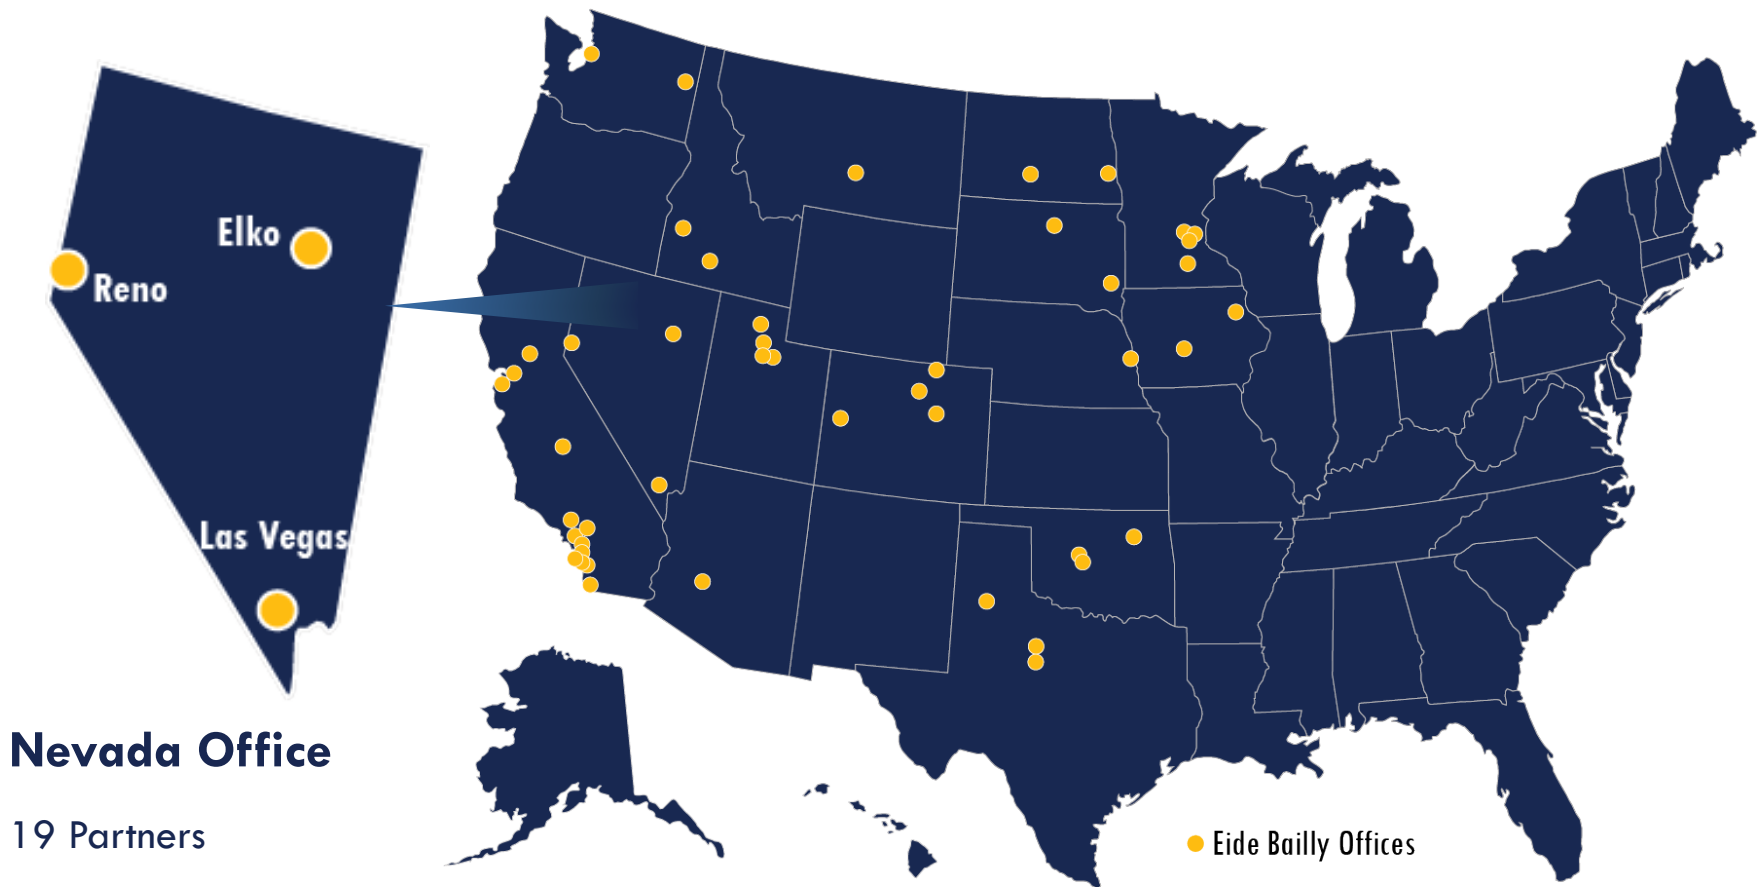 Elko
Reno
Las Vegas
Nevada Office
19 Partners
Eide Bailly Offices